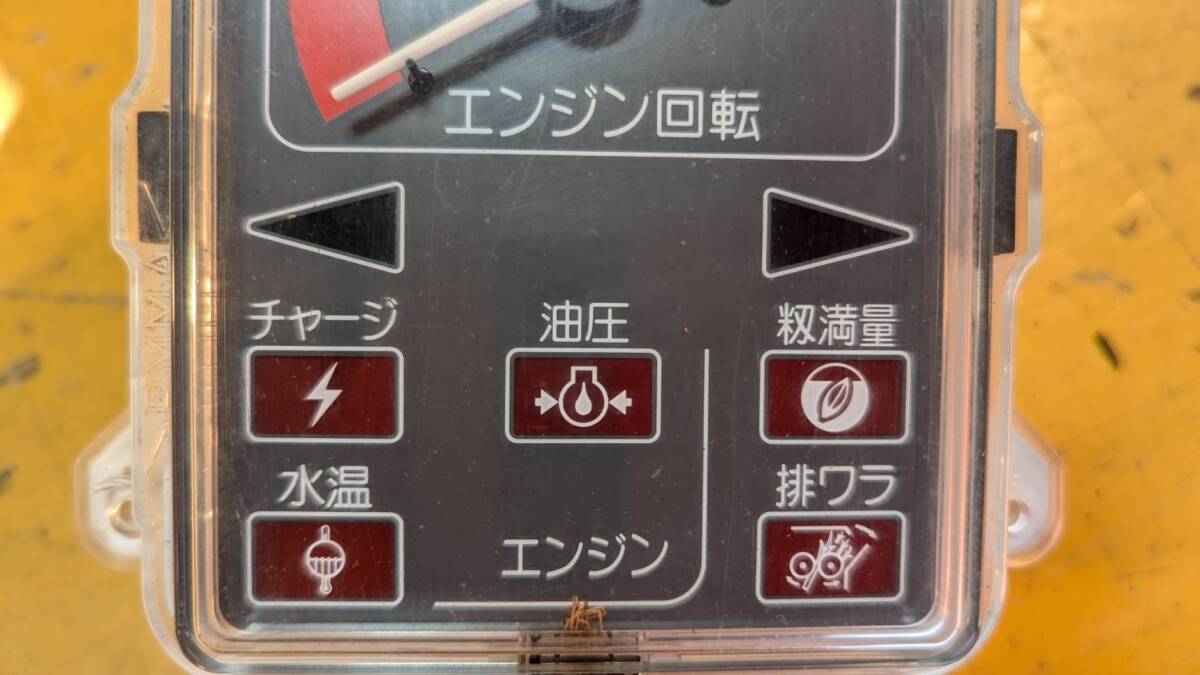 エンジン回転
チャージ
油圧
籾満量
水温
排ワラ
エンジン